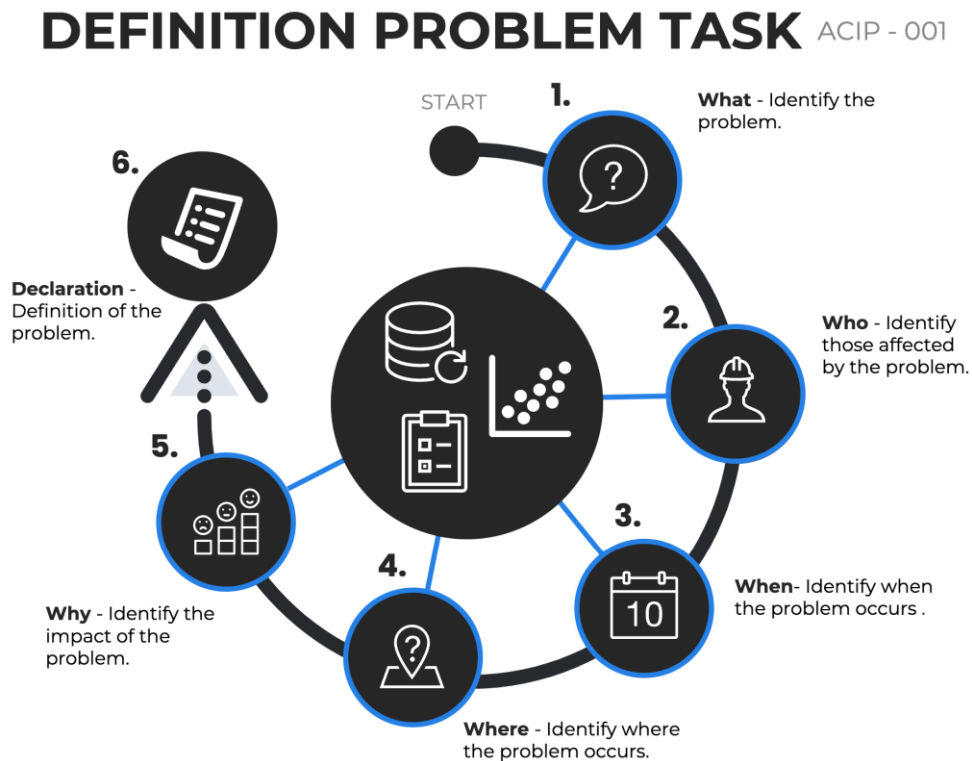 DEFINITION PROBLEM TASK ACIP - 001
START
1.
What - Identify the
problem.
2.
Who - Identify
those affected
by the problem.
3.
10
When- Identify when
the problem occurs .
4.
?
Where - Identify where
the problem occurs.
5.
Why - Identify the
impact of the
problem.
6.
Declaration -
Definition of the
problem.
?